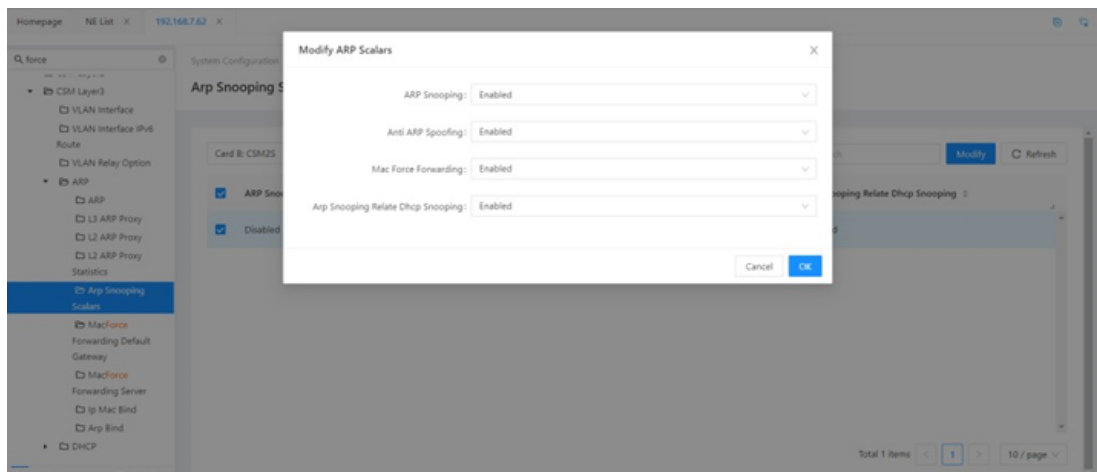 Homepage
NE List ×
192.168.7.62 ×
force
CSM Layer3
VLAN Interface
VLAN Interface IPv6
Route
VLAN Relay Option
ARP
ARP
L3 ARP Proxy
L2 ARP Proxy
L2 ARP Proxy
Statistics
Arp Snooping
Scalars
MacForce
Forwarding Default
Gateway
MacForce
Forwarding Server
Ip Mac Bind
Arp Bind
DHCP
System Configuration
Arp Snooping S
Card 8: CSM2S
Modify
Refresh
ARP Snoo
ooping Relate Dhcp Snooping
Disabled
Modify ARP Scalars
ARP Snooping: Enabled
Anti ARP Spoofing: Enabled
Mac Force Forwarding: Enabled
Arp Snooping Relate Dhcp Snooping: Enabled
Cancel OK
Total 1 items < 1 > 10 / page